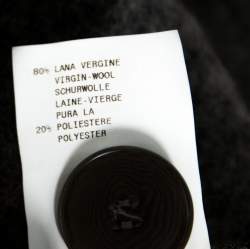 80% LANA VERGINE
VIRGIN-WOOL
SCHURWOLLE
LAINE-VIERGE
PURA LA
20% POLIESTERE
POLYESTER